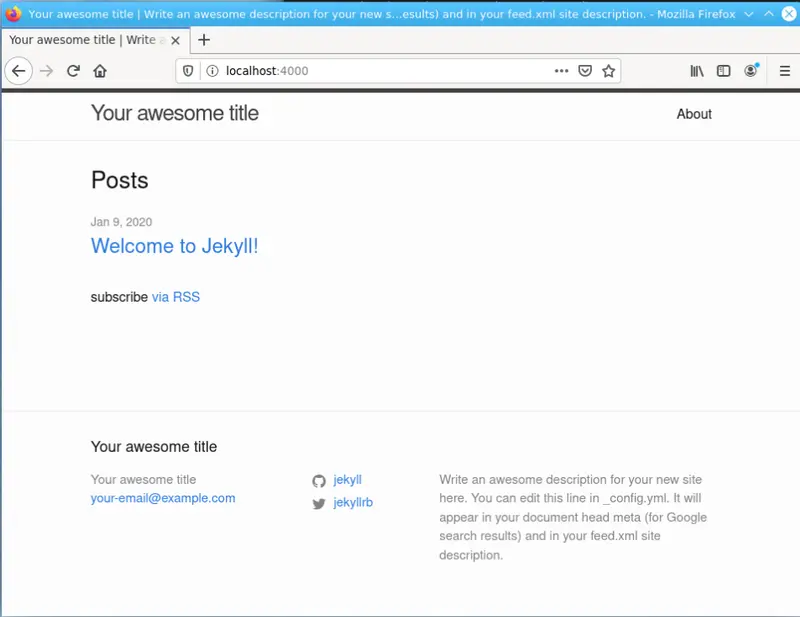 Your awesome title | Write an awesome description for your new s...esults) and in your feed.xml site description. - Mozilla Firefox
Your awesome title | Write a
localhost:4000
Your awesome title
About
Posts
Jan 9, 2020
Welcome to Jekyll!
subscribe via RSS
Your awesome title
Your awesome title
your-email@example.com
jekyll
jekyllrb
Write an awesome description for your new site
here. You can edit this line in _config.yml. It will
appear in your document head meta (for Google
search results) and in your feed.xml site
description.